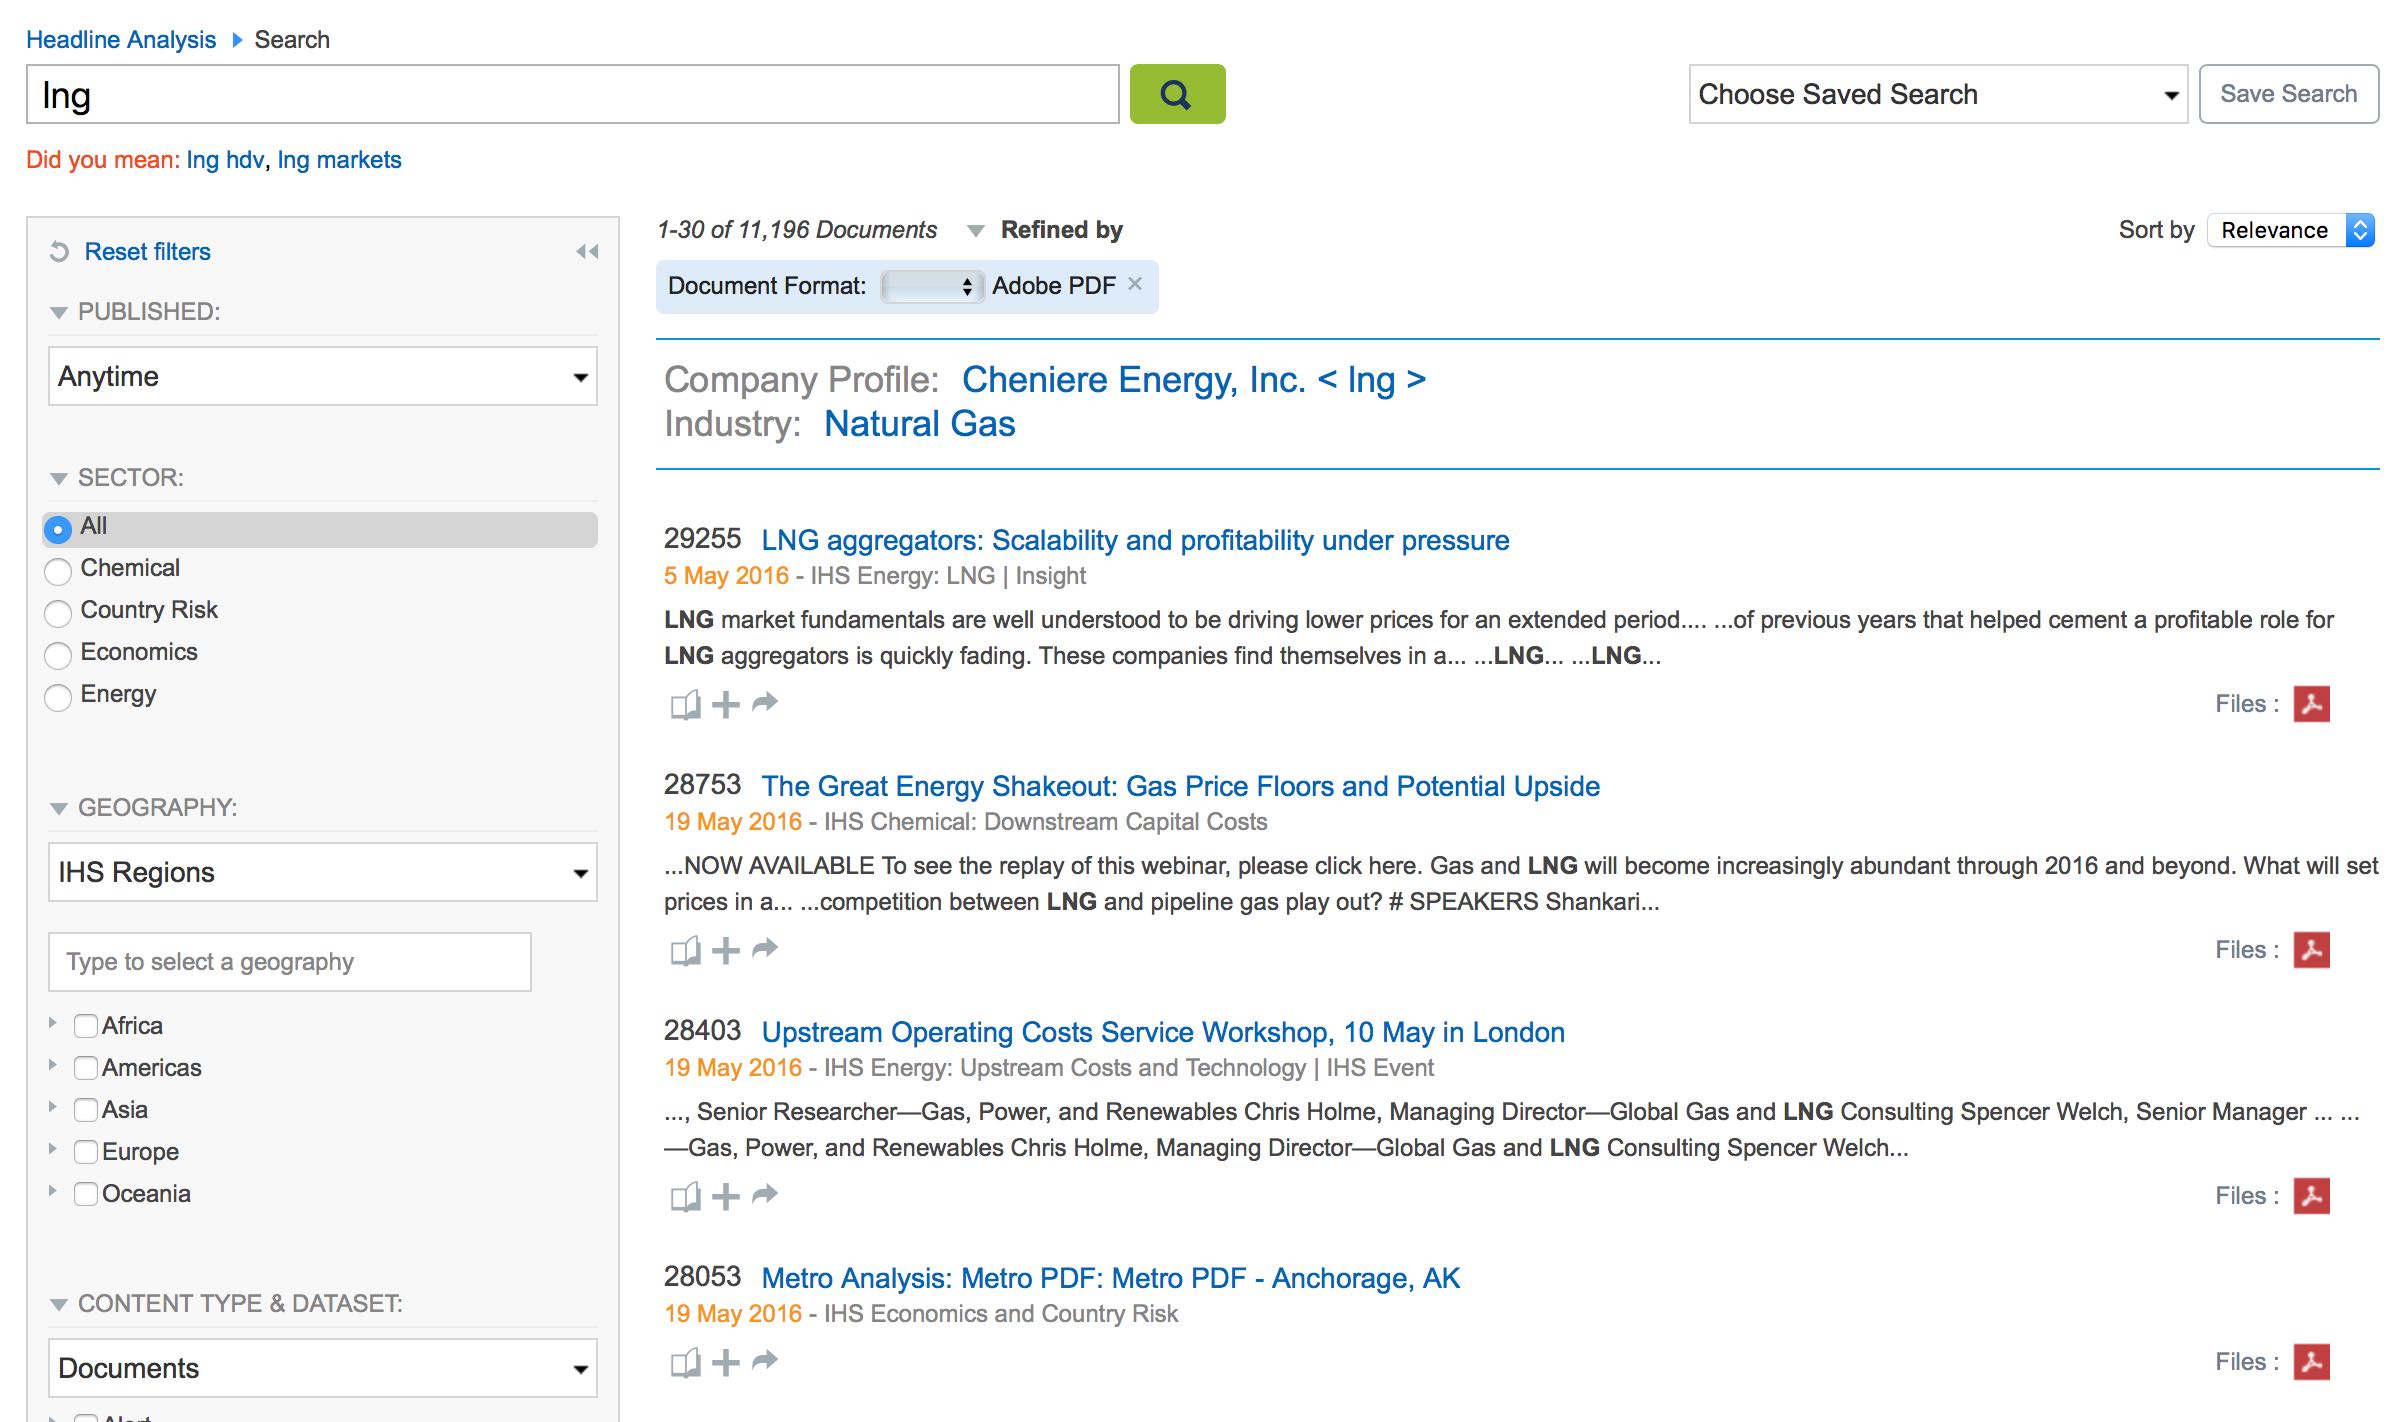 Headline Analysis Search
lng
Choose Saved Search
Save Search
Did you mean: lng hdv, lng markets
Reset filters
PUBLISHED:
Anytime
SECTOR:
All
Chemical
Country Risk
Economics
Energy
GEOGRAPHY:
IHS Regions
Type to select a geography
Africa
Americas
Asia
Europe
Oceania
CONTENT TYPE & DATASET:
Documents
Alert
1-30 of 11,196 Documents Refined by
Sort by Relevance
Document Format: Adobe PDF ×
Company Profile: Cheniere Energy, Inc. < lng >
Industry: Natural Gas
29255 LNG aggregators: Scalability and profitability under pressure
5 May 2016 - IHS Energy: LNG | Insight
LNG market fundamentals are well understood to be driving lower prices for an extended period.... ...of previous years that helped cement a profitable role for
LNG aggregators is quickly fading. These companies find themselves in a... ...LNG... ...LNG...
Files :
28753 The Great Energy Shakeout: Gas Price Floors and Potential Upside
19 May 2016 - IHS Chemical: Downstream Capital Costs
...NOW AVAILABLE To see the replay of this webinar, please click here. Gas and LNG will become increasingly abundant through 2016 and beyond. What will set
prices in a... ...competition between LNG and pipeline gas play out? # SPEAKERS Shankari...
Files :
28403 Upstream Operating Costs Service Workshop, 10 May in London
19 May 2016 - IHS Energy: Upstream Costs and Technology | IHS Event
..., Senior Researcher—Gas, Power, and Renewables Chris Holme, Managing Director—Global Gas and LNG Consulting Spencer Welch, Senior Manager ... ...
—Gas, Power, and Renewables Chris Holme, Managing Director—Global Gas and LNG Consulting Spencer Welch...
Files :
28053 Metro Analysis: Metro PDF: Metro PDF - Anchorage, AK
19 May 2016 - IHS Economics and Country Risk
Files :